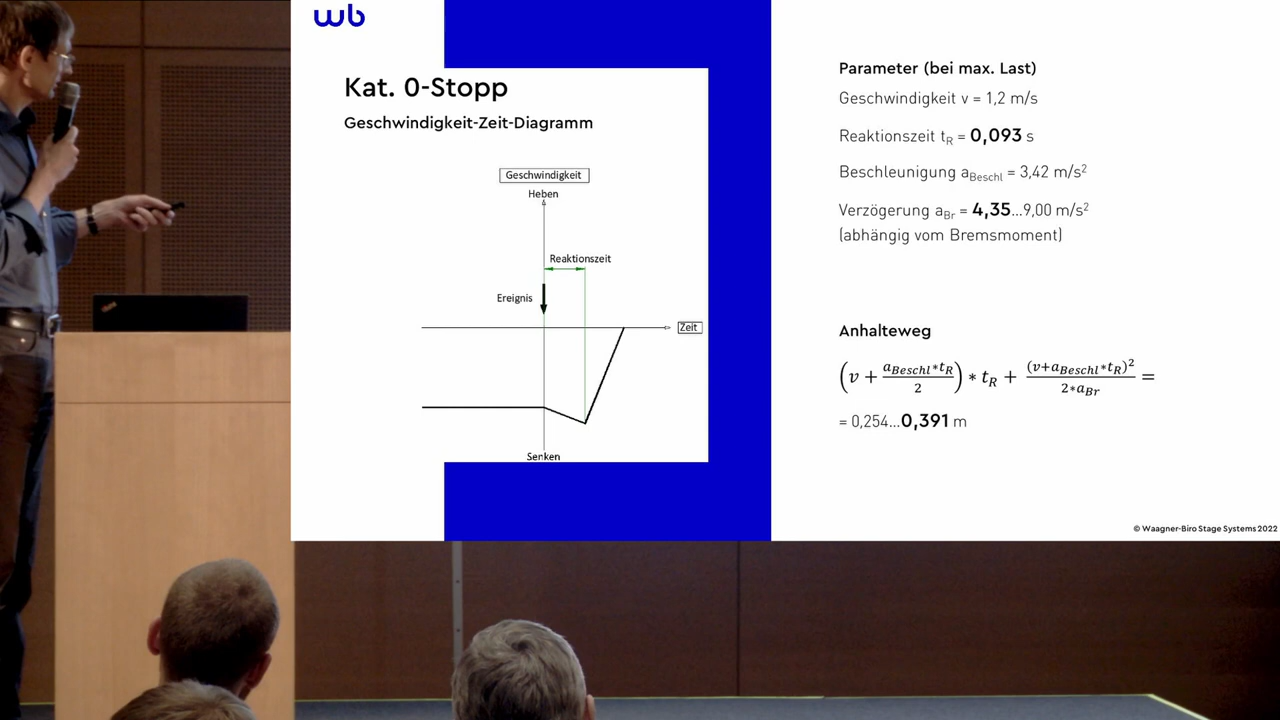 wb
Kat. 0-Stopp
Geschwindigkeit-Zeit-Diagramm
Geschwindigkeit
Heben
Reaktionszeit
Ereignis
Zeit
Senken
Parameter (bei max. Last)
Geschwindigkeit v = 1,2 m/s
Reaktionszeit t_R = 0,093 s
Beschleunigung a_Beschl = 3,42 m/s²
Verzögerung a_Br = 4,35...9,00 m/s²
(abhängig vom Bremsmoment)
Anhalteweg
(v + (a_Beschl*t_R)/2) * t_R + (v+a_Beschl*t_R)²/(2*a_Br) =
= 0,254...0,391 m
© Waagner-Biro Stage Systems 2022